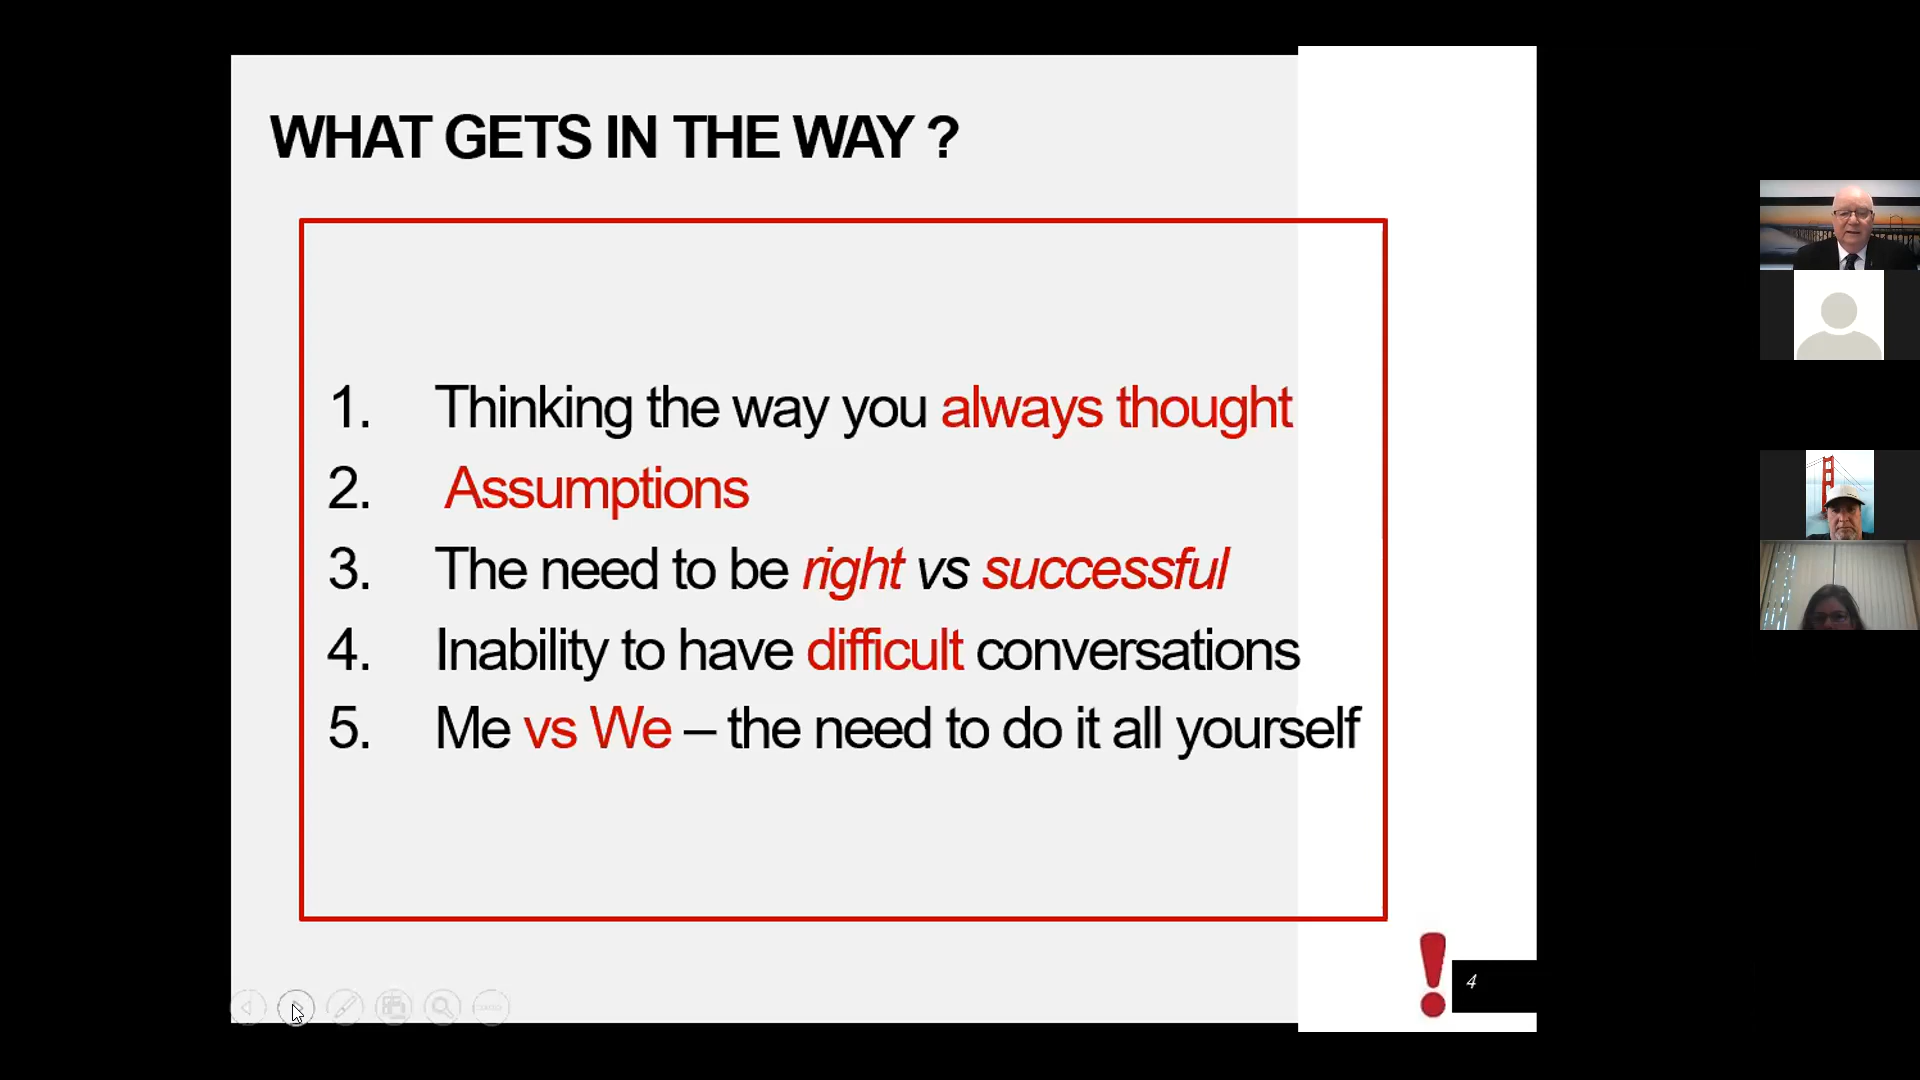 WHAT GETS IN THE WAY ?
1. Thinking the way you always thought
2. Assumptions
3. The need to be right vs successful
4. Inability to have difficult conversations
5. Me vs We – the need to do it all yourself
4